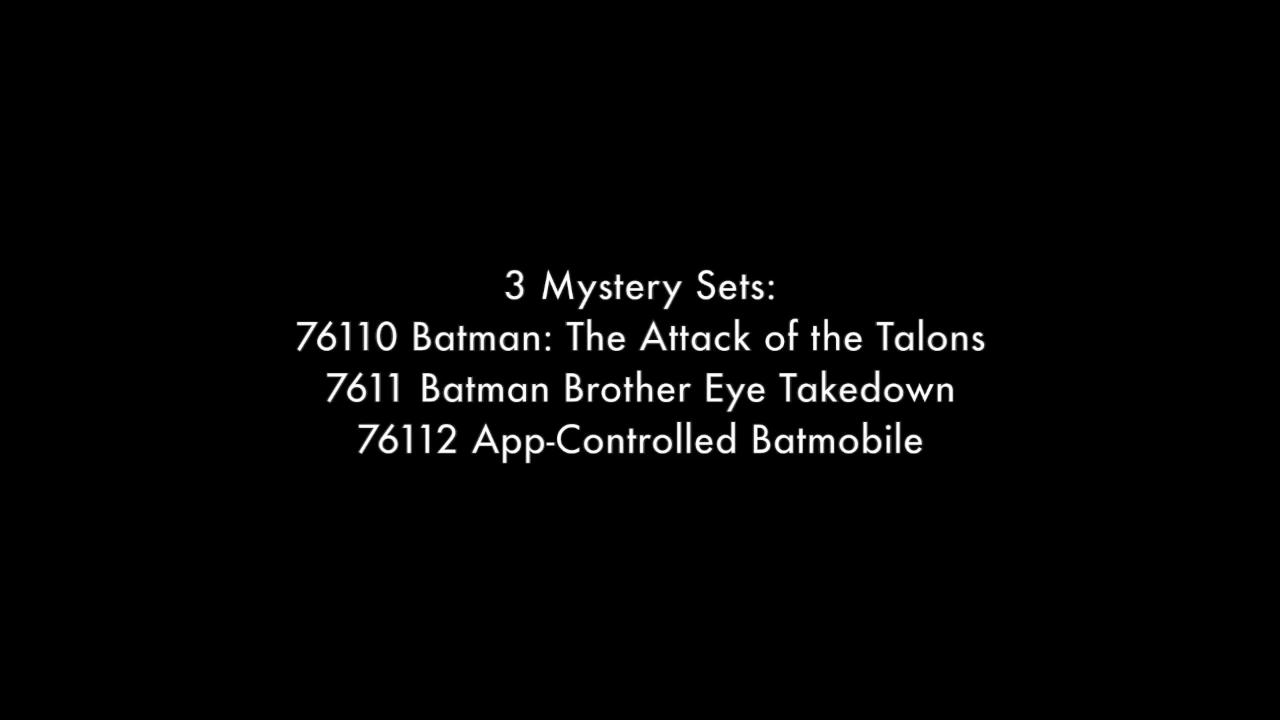 3 Mystery Sets:
76110 Batman: The Attack of the Talons
7611 Batman Brother Eye Takedown
76112 App-Controlled Batmobile